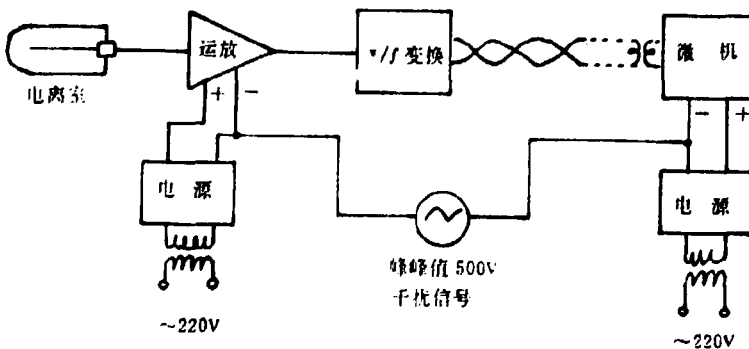 运放
V/f 变换
微机
电离室
+
-
-
+
电源
电源
峰峰值 500V
干扰信号
~220V
~220V